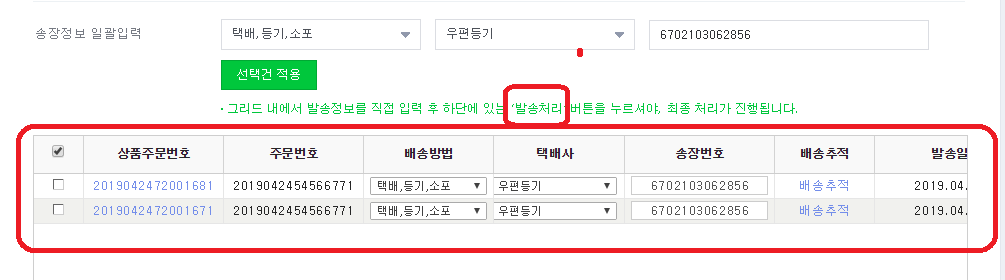 송장정보 일괄입력 택배,등기,소포 우편등기 6702103062856
선택건 적용
· 그리드 내에서 발송정보를 직접 입력 후 하단에 있는 '발송처리'버튼을 누르셔야, 최종 처리가 진행됩니다.
상품주문번호 주문번호 배송방법 택배사 송장번호 배송추적 발송일
2019042472001681 2019042454566771 택배,등기,소포 우편등기 6702103062856 배송추적 2019.04.
2019042472001671 2019042454566771 택배,등기,소포 우편등기 6702103062856 배송추적 2019.04.